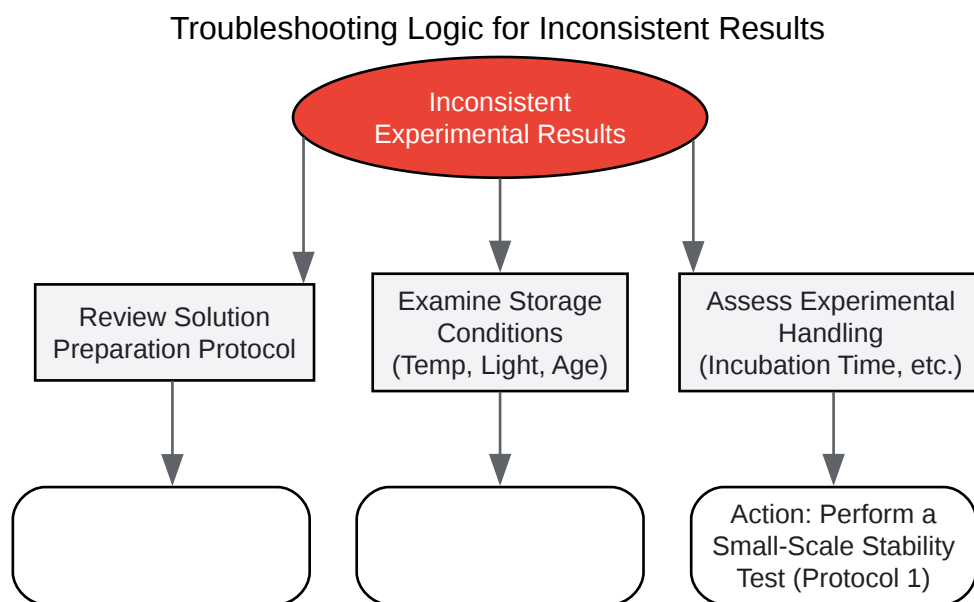 Troubleshooting Logic for Inconsistent Results
Inconsistent
Experimental Results
Review Solution
Preparation Protocol
Examine Storage
Conditions
(Temp, Light, Age)
Assess Experimental
Handling
(Incubation Time, etc.)
Action: Perform a
Small-Scale Stability
Test (Protocol 1)